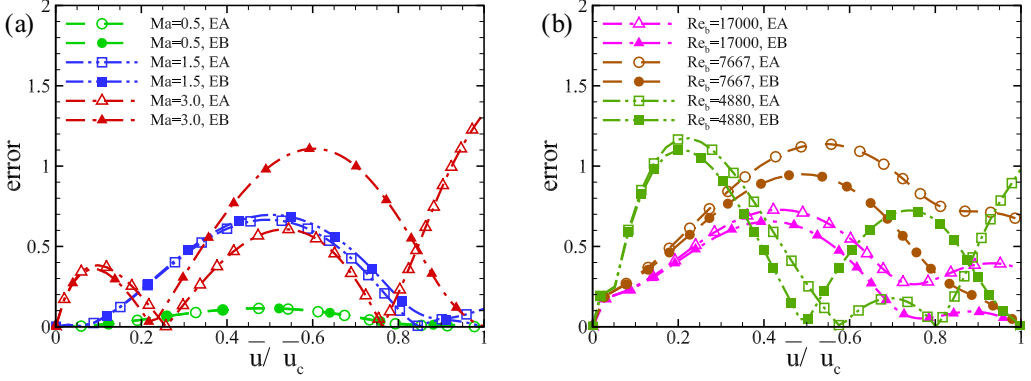 (a)
error
2
1.5
1
0.5
0
0 0.2 0.4 0.6 0.8 1
u/ u_c
Ma=0.5, EA
Ma=0.5, EB
Ma=1.5, EA
Ma=1.5, EB
Ma=3.0, EA
Ma=3.0, EB
(b)
error
2
1.5
1
0.5
0
0 0.2 0.4 0.6 0.8 1
u/ u_c
Re_b=17000, EA
Re_b=17000, EB
Re_b=7667, EA
Re_b=7667, EB
Re_b=4880, EA
Re_b=4880, EB